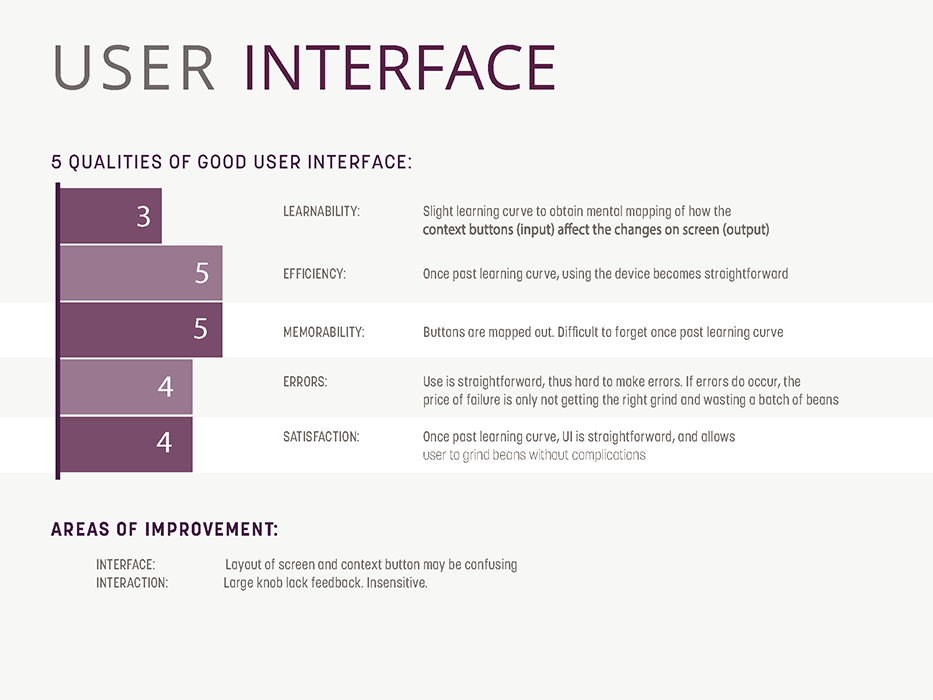 USER INTERFACE
5 QUALITIES OF GOOD USER INTERFACE:
3
LEARNABILITY:
Slight learning curve to obtain mental mapping of how the
context buttons (input) affect the changes on screen (output)
5
EFFICIENCY:
Once past learning curve, using the device becomes straightforward
5
MEMORABILITY:
Buttons are mapped out. Difficult to forget once past learning curve
4
ERRORS:
Use is straightforward, thus hard to make errors. If errors do occur, the
price of failure is only not getting the right grind and wasting a batch of beans
4
SATISFACTION:
Once past learning curve, UI is straightforward, and allows
user to grind beans without complications
AREAS OF IMPROVEMENT:
INTERFACE: Layout of screen and context button may be confusing
INTERACTION: Large knob lack feedback. Insensitive.